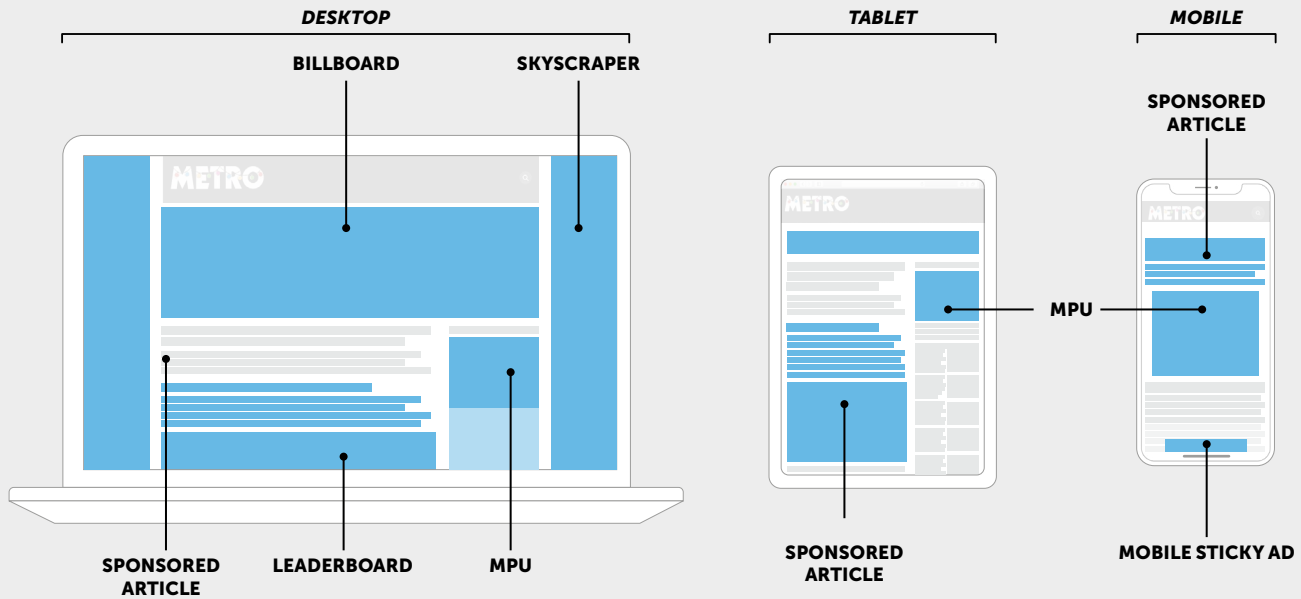 DESKTOP
TABLET
MOBILE
BILLBOARD
SKYSCRAPER
SPONSORED
ARTICLE
METRO
METRO
METRO
MPU
SPONSORED
ARTICLE
LEADERBOARD
MPU
SPONSORED
ARTICLE
MOBILE STICKY AD